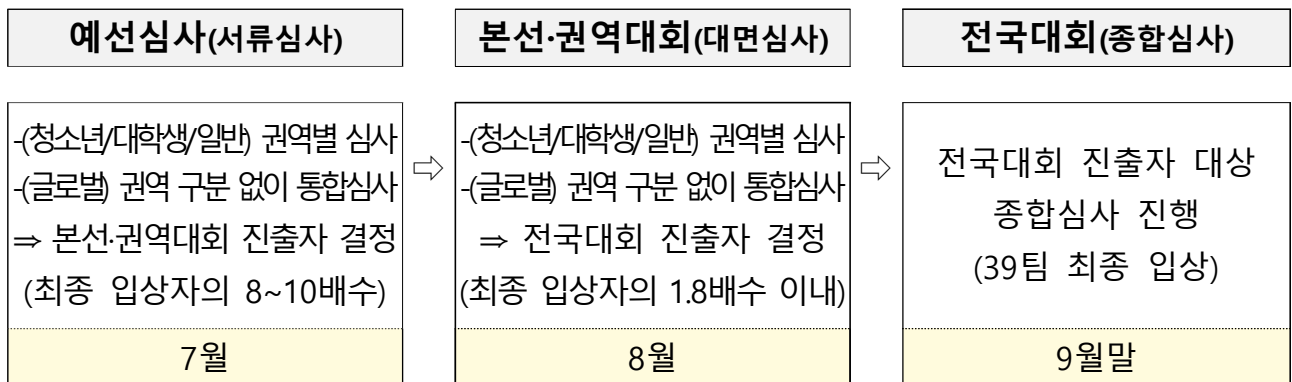 예선심사(서류심사)
-(청소년/대학생/일반) 권역별 심사
-(글로벌) 권역 구분 없이 통합심사
⇒ 본선·권역대회 진출자 결정
(최종 입상자의 8~10배수)
7월
⇨
본선·권역대회(대면심사)
-(청소년/대학생/일반) 권역별 심사
-(글로벌) 권역 구분 없이 통합심사
⇒ 전국대회 진출자 결정
(최종 입상자의 1.8배수 이내)
8월
⇨
전국대회(종합심사)
전국대회 진출자 대상
종합심사 진행
(39팀 최종 입상)
9월말